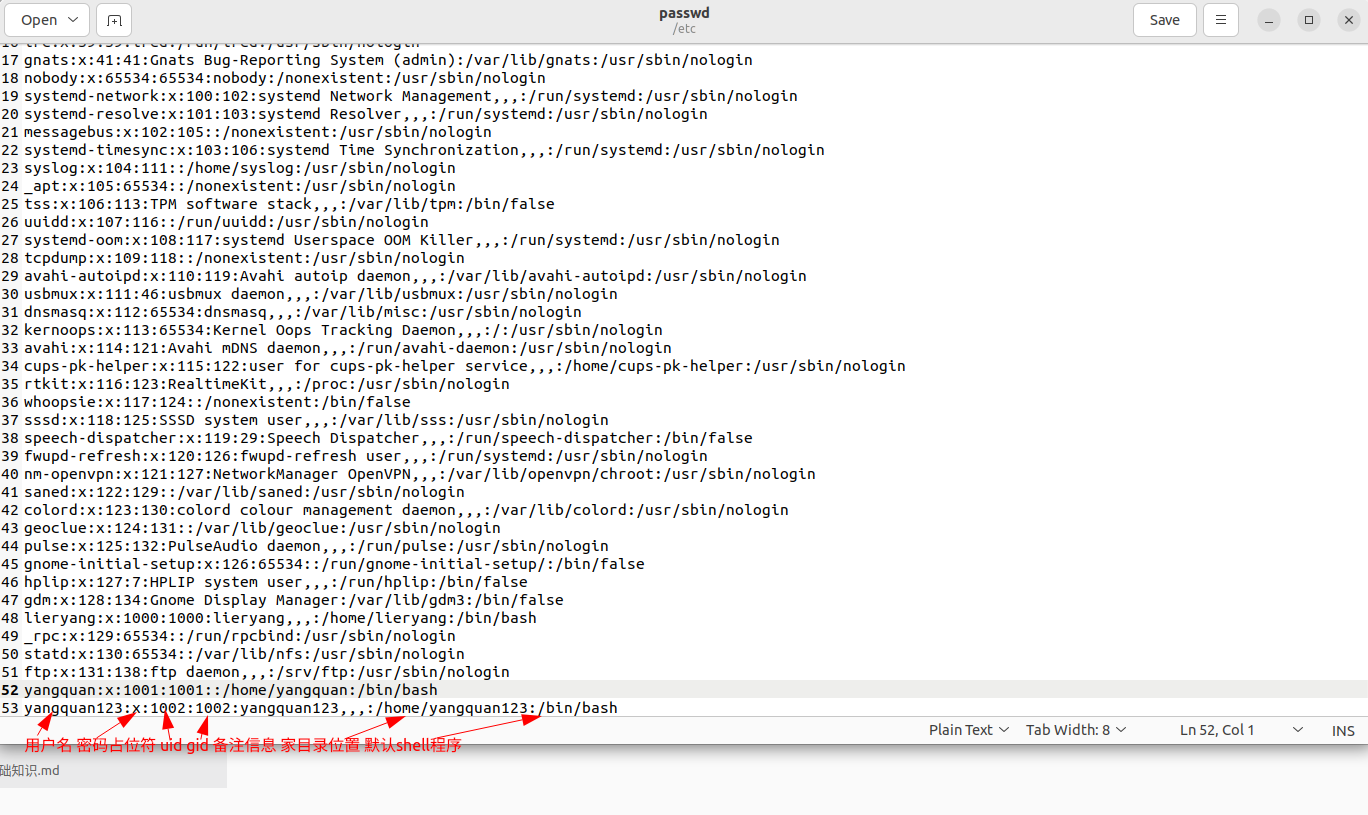 Open
passwd
/etc
Save
17 gnats:x:41:41:Gnats Bug-Reporting System (admin):/var/lib/gnats:/usr/sbin/nologin
18 nobody:x:65534:65534:nobody:/nonexistent:/usr/sbin/nologin
19 systemd-network:x:100:102:systemd Network Management,,,:/run/systemd:/usr/sbin/nologin
20 systemd-resolve:x:101:103:systemd Resolver,,,:/run/systemd:/usr/sbin/nologin
21 messagebus:x:102:105::/nonexistent:/usr/sbin/nologin
22 systemd-timesync:x:103:106:systemd Time Synchronization,,,:/run/systemd:/usr/sbin/nologin
23 syslog:x:104:111::/home/syslog:/usr/sbin/nologin
24 _apt:x:105:65534::/nonexistent:/usr/sbin/nologin
25 tss:x:106:113:TPM software stack,,,:/var/lib/tpm:/bin/false
26 uuidd:x:107:116::/run/uuidd:/usr/sbin/nologin
27 systemd-oom:x:108:117:systemd Userspace OOM Killer,,,:/run/systemd:/usr/sbin/nologin
28 tcpdump:x:109:118::/nonexistent:/usr/sbin/nologin
29 avahi-autoipd:x:110:119:Avahi autoip daemon,,,:/var/lib/avahi-autoipd:/usr/sbin/nologin
30 usbmux:x:111:46:usbmux daemon,,,:/var/lib/usbmux:/usr/sbin/nologin
31 dnsmasq:x:112:65534:dnsmasq,,,:/var/lib/misc:/usr/sbin/nologin
32 kernoops:x:113:65534:Kernel Oops Tracking Daemon,,,:/:/usr/sbin/nologin
33 avahi:x:114:121:Avahi mDNS daemon,,,:/run/avahi-daemon:/usr/sbin/nologin
34 cups-pk-helper:x:115:122:user for cups-pk-helper service,,,:/home/cups-pk-helper:/usr/sbin/nologin
35 rtkit:x:116:123:RealtimeKit,,,:/proc:/usr/sbin/nologin
36 whoopsie:x:117:124::/nonexistent:/bin/false
37 sssd:x:118:125:SSSD system user,,,:/var/lib/sss:/usr/sbin/nologin
38 speech-dispatcher:x:119:29:Speech Dispatcher,,,:/run/speech-dispatcher:/bin/false
39 fwupd-refresh:x:120:126:fwupd-refresh user,,,:/run/systemd:/usr/sbin/nologin
40 nm-openvpn:x:121:127:NetworkManager OpenVPN,,,:/var/lib/openvpn/chroot:/usr/sbin/nologin
41 saned:x:122:129::/var/lib/saned:/usr/sbin/nologin
42 colord:x:123:130:colord colour management daemon,,,:/var/lib/colord:/usr/sbin/nologin
43 geoclue:x:124:131::/var/lib/geoclue:/usr/sbin/nologin
44 pulse:x:125:132:PulseAudio daemon,,,:/run/pulse:/usr/sbin/nologin
45 gnome-initial-setup:x:126:65534::/run/gnome-initial-setup/:/bin/false
46 hplip:x:127:7:HPLIP system user,,,:/run/hplip:/bin/false
47 gdm:x:128:134:Gnome Display Manager:/var/lib/gdm3:/bin/false
48 lieryang:x:1000:1000:lieryang,,,:/home/lieryang:/bin/bash
49 _rpc:x:129:65534::/run/rpcbind:/usr/sbin/nologin
50 statd:x:130:65534::/var/lib/nfs:/usr/sbin/nologin
51 ftp:x:131:138:ftp daemon,,,:/srv/ftp:/usr/sbin/nologin
52 yangquan:x:1001:1001::/home/yangquan:/bin/bash
53 yangquan123:x:1002:1002:yangquan123,,,:/home/yangquan123:/bin/bash
Plain Text Tab Width: 8 Ln 52, Col 1 INS
用户名 密码占位符 uid gid 备注信息 家目录位置 默认shell程序
础知识.md